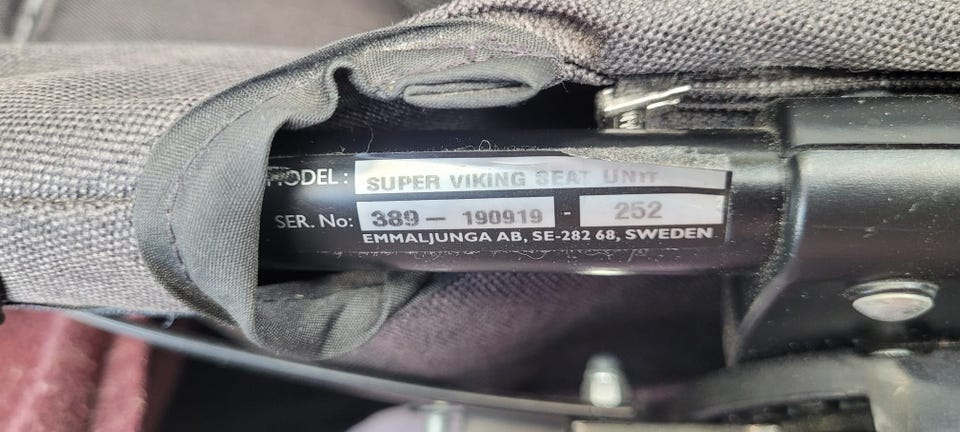 MODEL: SUPER VIKING SEAT UNIT
SER. No: 389- 190919 - 252
EMMALJUNGA AB, SE-282 68, SWEDEN